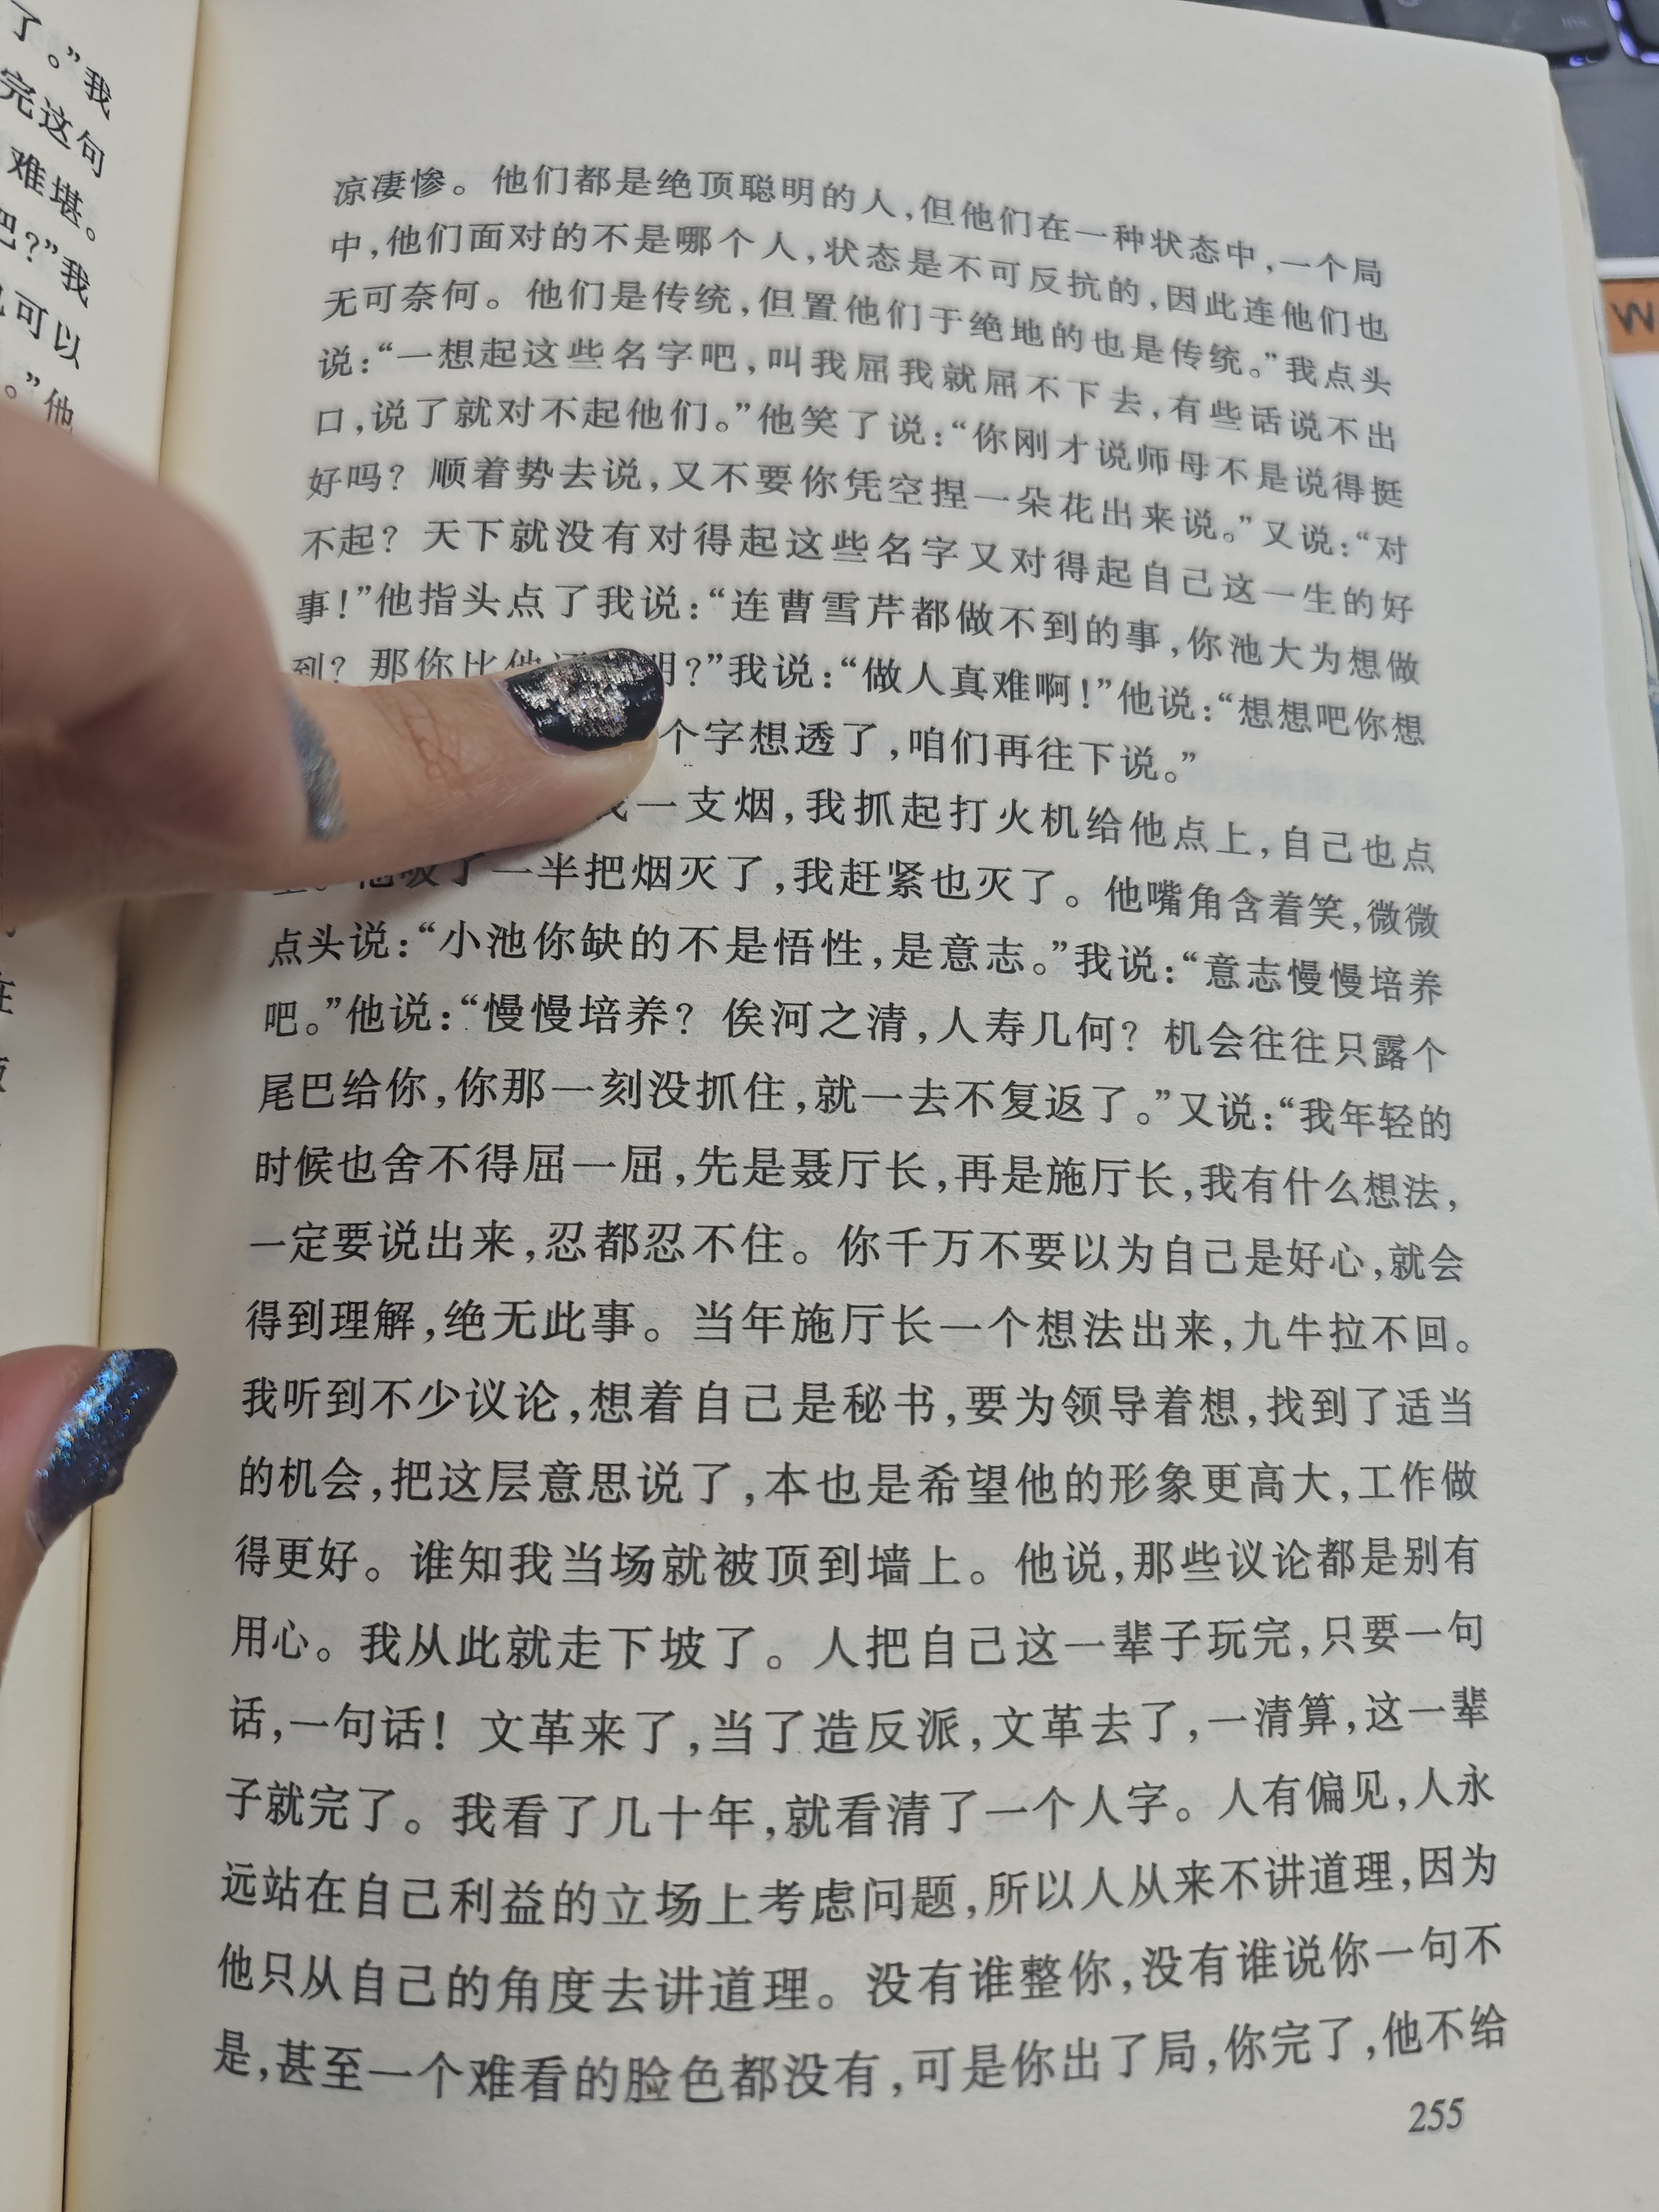 了。”我
完这句
难堪。
吧?”我
可以
。”他
在
凉凄惨。他们都是绝顶聪明的人,但他们在一种状态中,一个局
中,他们面对的不是哪个人,状态是不可反抗的,因此连他们也
无可奈何。他们是传统,但置他们于绝地的也是传统。”我点头
说:“一想起这些名字吧,叫我屈我就屈不下去,有些话说不出
口,说了就对不起他们。”他笑了说:“你刚才说师母不是说得挺
好吗?顺着势去说,又不要你凭空捏一朵花出来说。”又说:“对
不起?天下就没有对得起这些名字又对得起自己这一生的好
事!”他指头点了我说:“连曹雪芹都做不到的事,你池大为想做
到?那你比他明?”我说:“做人真难啊!”他说:“想想吧你想
个字想透了,咱们再往下说。”
我一支烟,我抓起打火机给他点上,自己也点
他吸了一半把烟灭了,我赶紧也灭了。他嘴角含着笑,微微
点头说:“小池你缺的不是悟性,是意志。”我说:“意志慢慢培养
吧。”他说:“慢慢培养?俟河之清,人寿几何?机会往往只露个
尾巴给你,你那一刻没抓住,就一去不复返了。”又说:“我年轻的
时候也舍不得屈一屈,先是聂厅长,再是施厅长,我有什么想法,
一定要说出来,忍都忍不住。你千万不要以为自己是好心,就会
得到理解,绝无此事。当年施厅长一个想法出来,九牛拉不回。
我听到不少议论,想着自己是秘书,要为领导着想,找到了适当
的机会,把这层意思说了,本也是希望他的形象更高大,工作做
得更好。谁知我当场就被顶到墙上。他说,那些议论都是别有
用心。我从此就走下坡了。人把自己这一辈子玩完,只要一句
话,一句话!文革来了,当了造反派,文革去了,一清算,这一辈
子就完了。我看了几十年,就看清了一个人字。人有偏见,人永
远站在自己利益的立场上考虑问题,所以人从来不讲道理,因为
他只从自己的角度去讲道理。没有谁整你,没有谁说你一句不
是,甚至一个难看的脸色都没有,可是你出了局,你完了,他不给
255
W